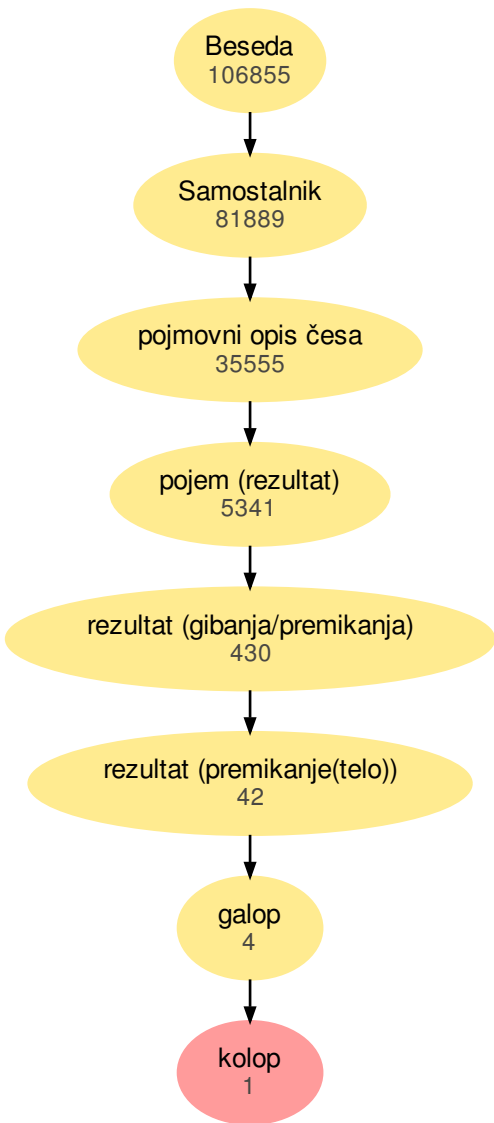 Beseda
106855
Samostalnik
81889
pojmovni opis česa
35555
pojem (rezultat)
5341
rezultat (gibanja/premikanja)
430
rezultat (premikanje(telo))
42
galop
4
kolop
1